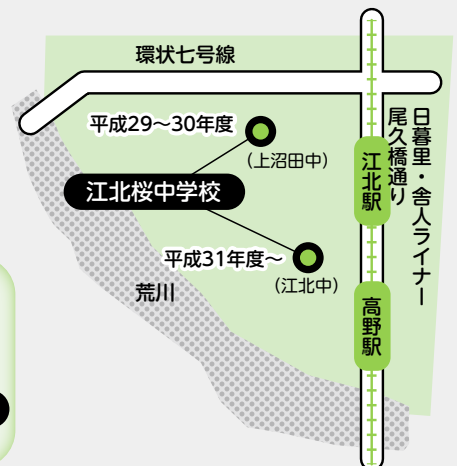 環状七号線
平成29～30年度
（上沼田中）
江北桜中学校
平成31年度～
（江北中）
荒川
日暮里・舎人ライナー
尾久橋通り
江北駅
高野駅